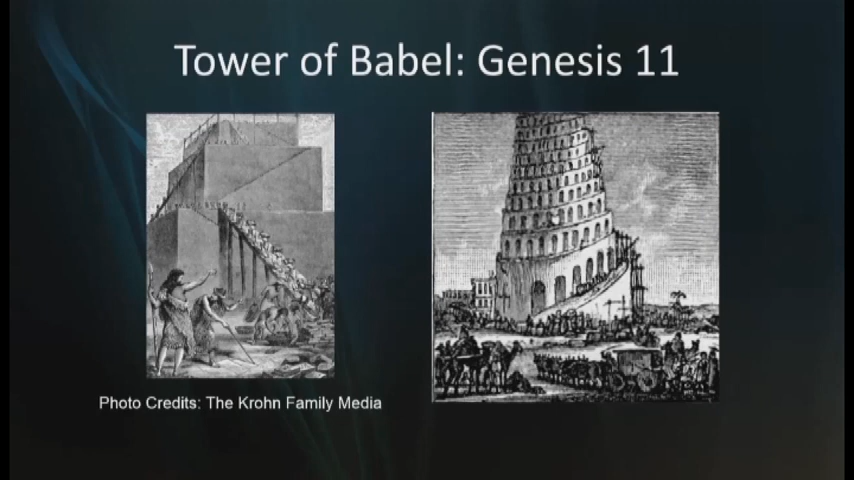 Tower of Babel: Genesis 11
Photo Credits: The Krohn Family Media